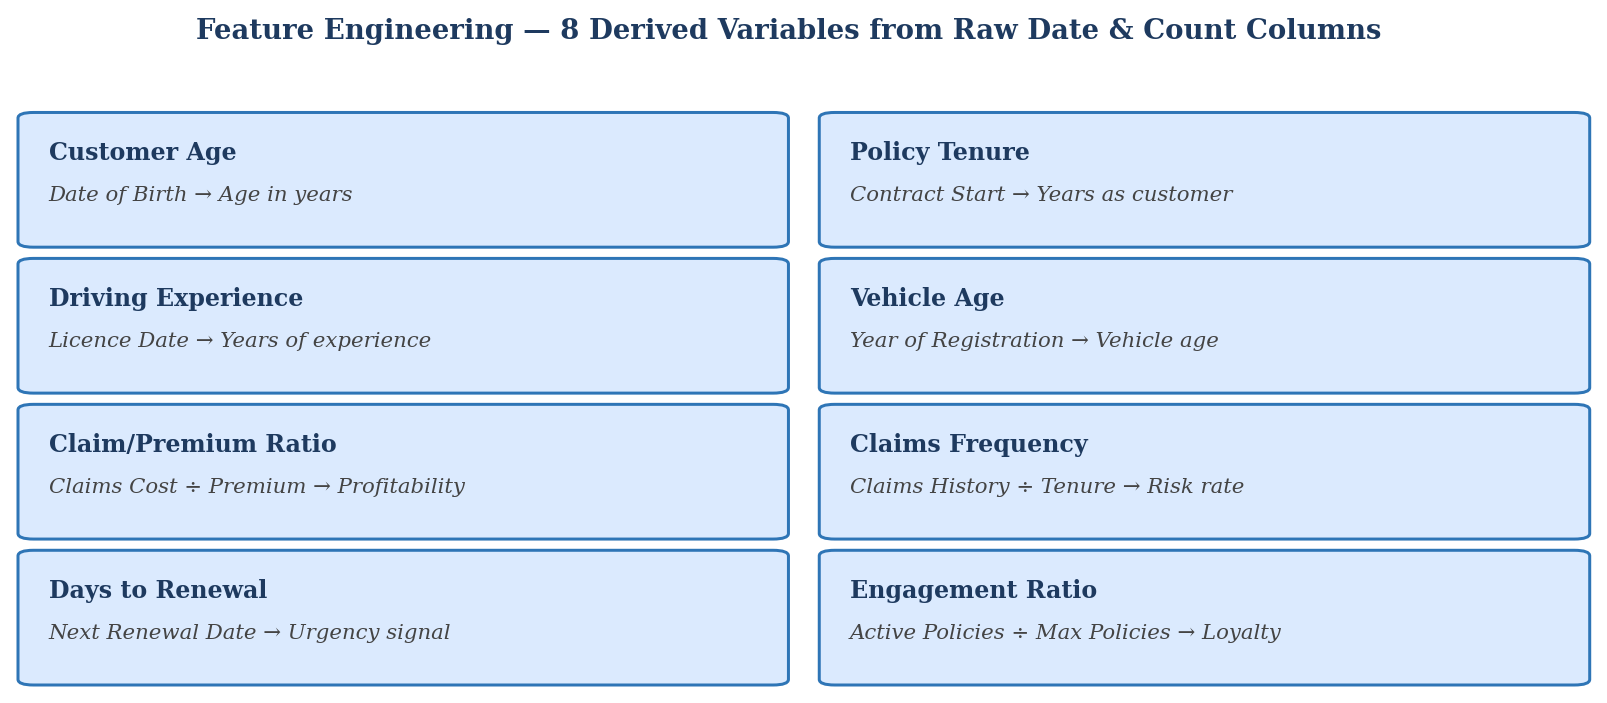 Feature Engineering — 8 Derived Variables from Raw Date & Count Columns
Customer Age
Date of Birth → Age in years
Policy Tenure
Contract Start → Years as customer
Driving Experience
Licence Date → Years of experience
Vehicle Age
Year of Registration → Vehicle age
Claim/Premium Ratio
Claims Cost ÷ Premium → Profitability
Claims Frequency
Claims History ÷ Tenure → Risk rate
Days to Renewal
Next Renewal Date → Urgency signal
Engagement Ratio
Active Policies ÷ Max Policies → Loyalty